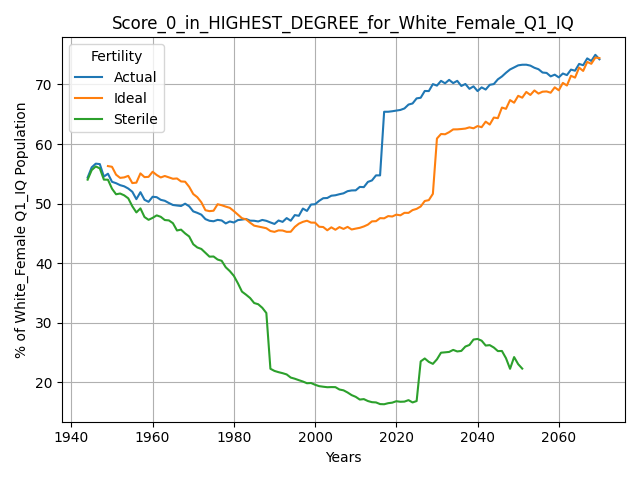 Score_0_in_HIGHEST_DEGREE_for_White_Female_Q1_IQ
Fertility
Actual
Ideal
Sterile
% of White_Female Q1_IQ Population
70
60
50
40
30
20
1940
1960
1980
2000
2020
2040
2060
Years